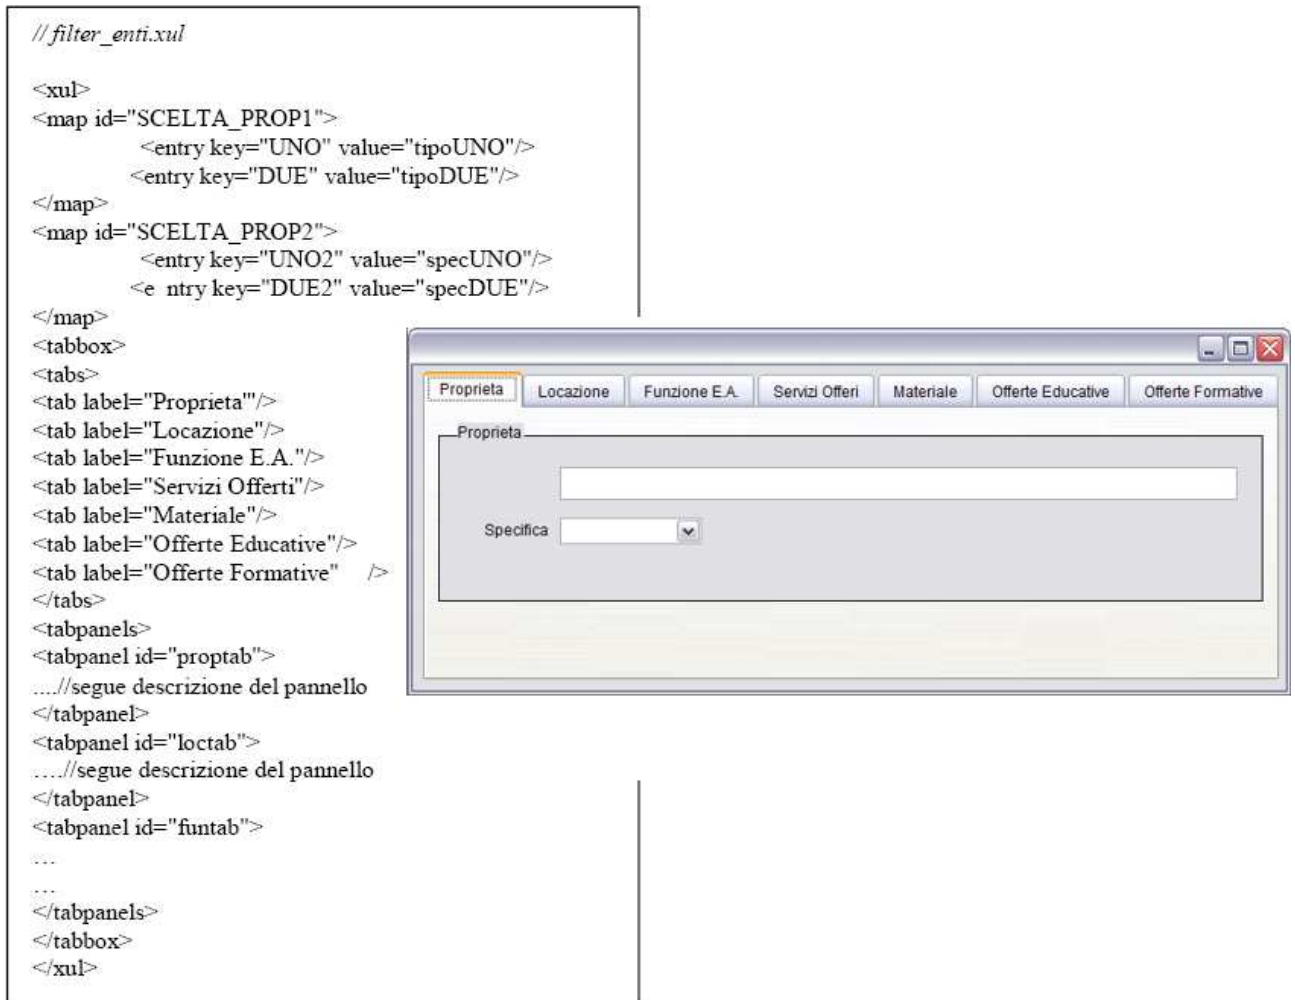 // filter_enti.xul
<xul>
<map id="SCELTA_PROP1">
<entry key="UNO" value="tipoUNO"/>
<entry key="DUE" value="tipoDUE"/>
</map>
<map id="SCELTA_PROP2">
<entry key="UNO2" value="specUNO"/>
<e ntry key="DUE2" value="specDUE"/>
</map>
<tabbox>
<tabs>
<tab label="Proprieta'"/>
<tab label="Locazione"/>
<tab label="Funzione E.A."/>
<tab label="Servizi Offerti"/>
<tab label="Materiale"/>
<tab label="Offerte Educative"/>
<tab label="Offerte Formative" />
</tabs>
<tabpanels>
<tabpanel id="proptab">
....//segue descrizione del pannello
</tabpanel>
<tabpanel id="loctab">
….//segue descrizione del pannello
</tabpanel>
<tabpanel id="funtab">
…
…
</tabpanels>
</tabbox>
</xul>
Proprieta Locazione Funzione E.A. Servizi Offeri Materiale Offerte Educative Offerte Formative
Proprieta
Specifica